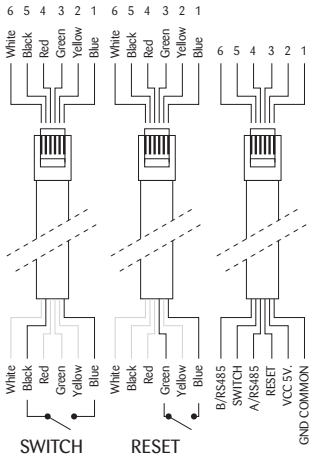 6 5 4 3 2 1
White Black Red Green Yellow Blue
6 5 4 3 2 1
White Black Red Green Yellow Blue
6 5 4 3 2 1
White Black Red Green Yellow Blue
White Black Red Green Yellow Blue
B/RS485 SWITCH A/RS485 RESET VCC 5V. GND COMMON
SWITCH
RESET